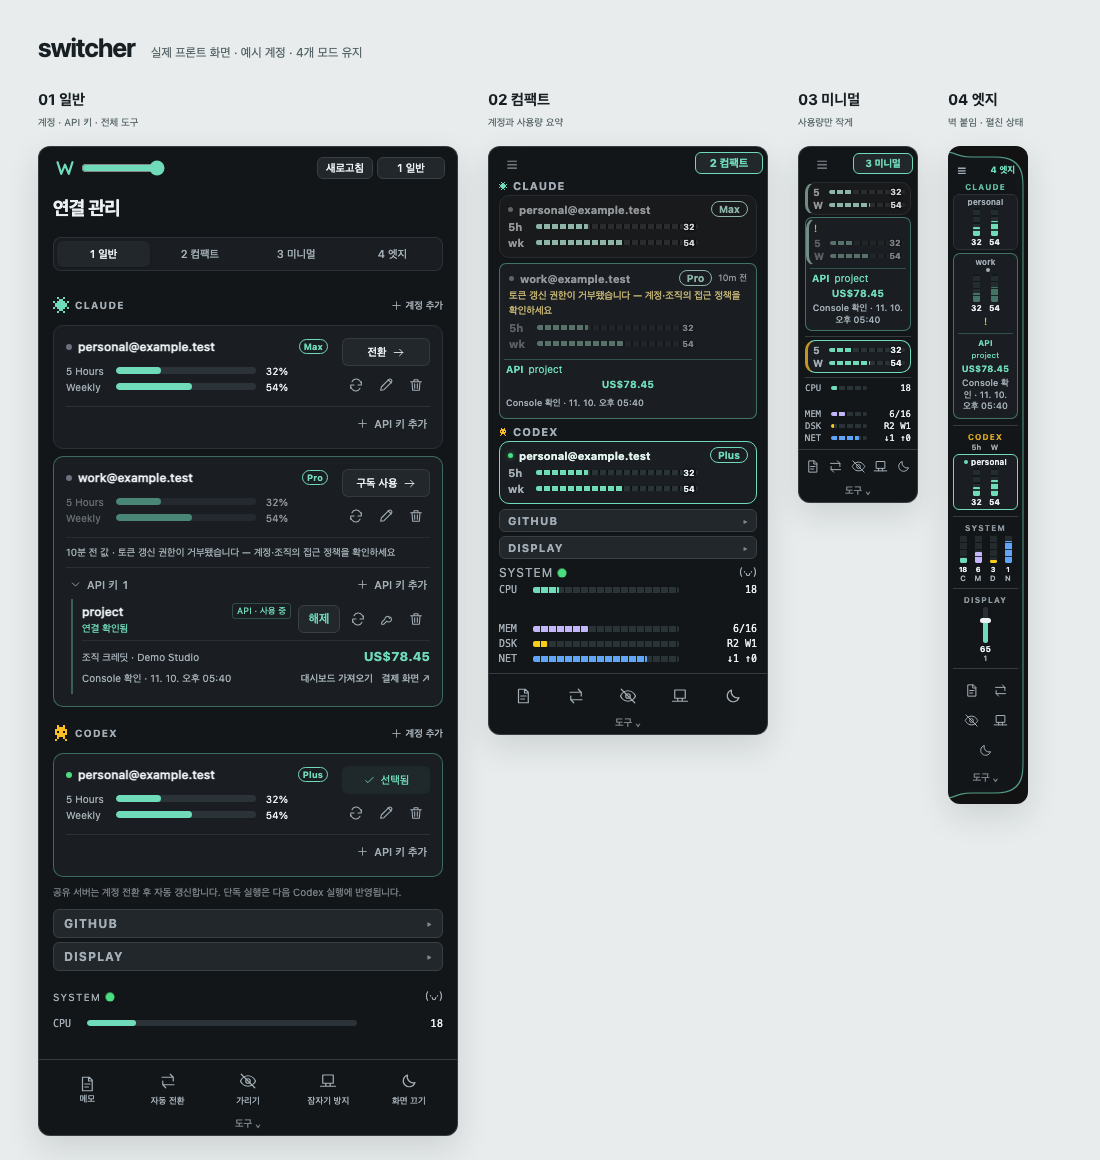 switcher 실제 프론트 화면 · 예시 계정 · 4개 모드 유지
01 일반
계정 · API 키 · 전체 도구
W 새로고침 1 일반
연결 관리
1 일반 2 컴팩트 3 미니멀 4 엣지
CLAUDE + 계정 추가
personal@example.test Max 전환 →
5 Hours 32%
Weekly 54%
+ API 키 추가
work@example.test Pro 구독 사용 →
5 Hours 32%
Weekly 54%
10분 전 값 · 토큰 갱신 권한이 거부됐습니다 — 계정·조직의 접근 정책을 확인하세요
API 키 1 + API 키 추가
project API · 사용 중 해제
연결 확인됨
조직 크레딧 · Demo Studio US$78.45
Console 확인 · 11. 10. 오후 05:40 대시보드 가져오기 결제 화면 ↗
CODEX + 계정 추가
personal@example.test Plus ✓ 선택됨
5 Hours 32%
Weekly 54%
+ API 키 추가
공유 서버는 계정 전환 후 자동 갱신합니다. 단독 실행은 다음 Codex 실행에 반영됩니다.
GITHUB ▸
DISPLAY ▸
SYSTEM
CPU 18
메모 자동 전환 가리기 잠자기 방지 화면 끄기
도구 ⌄
02 컴팩트
계정과 사용량 요약
2 컴팩트
CLAUDE
personal@example.test Max
5h 32
wk 54
work@example.test Pro 10m 전
토큰 갱신 권한이 거부됐습니다 — 계정·조직의 접근 정책을
확인하세요
5h 32
wk 54
API project
US$78.45
Console 확인 · 11. 10. 오후 05:40
CODEX
personal@example.test Plus
5h 32
wk 54
GITHUB ▸
DISPLAY ▸
SYSTEM
CPU 18
MEM 6/16
DSK R2 W1
NET ↓1 ↑0
도구 ⌄
03 미니멀
사용량만 작게
3 미니멀
5 32
W 54
!
5 32
W 54
API project
US$78.45
Console 확인 · 11. 10.
오후 05:40
5 32
W 54
CPU 18
MEM 6/16
DSK R2 W1
NET ↓1 ↑0
도구 ⌄
04 엣지
벽 붙임 · 펼친 상태
4 엣지
CLAUDE
personal
32 54
work
32 54
!
API
project
US$78.45
Console 확
인 · 11. 10.
오후 05:40
CODEX
5h W
personal
32 54
SYSTEM
18 6 3 1
C M D N
DISPLAY
65
1
도구 ⌄